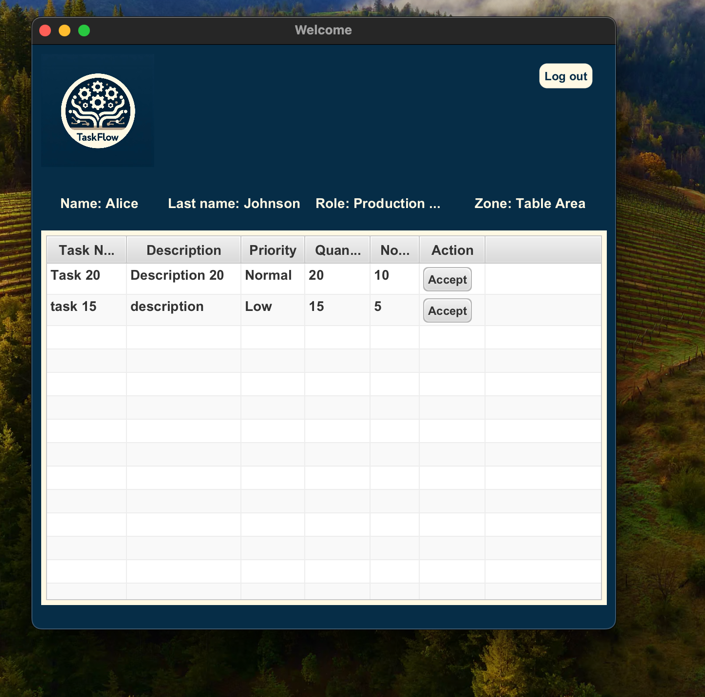 Welcome
Log out
TaskFlow
Name: Alice Last name: Johnson Role: Production ... Zone: Table Area
Task N... Description Priority Quan... No... Action
Task 20 Description 20 Normal 20 10 Accept
task 15 description Low 15 5 Accept